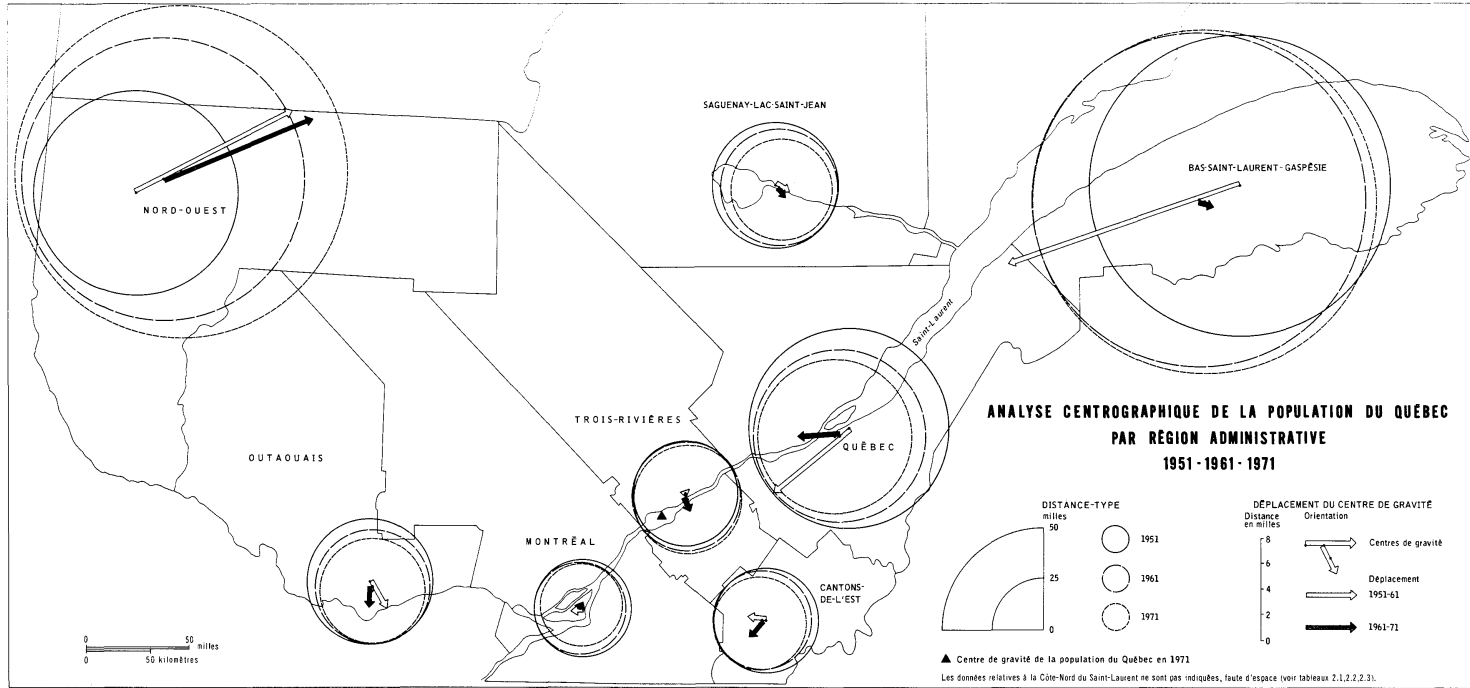 SAGUENAY-LAC-SAINT-JEAN
BAS-SAINT-LAURENT-GASPÉSIE
NORD-OUEST
Saint-Laurent
TROIS-RIVIÈRES
QUÉBEC
OUTAOUAIS
MONTRÉAL
CANTONS-
DE-L'EST
ANALYSE CENTROGRAPHIQUE DE LA POPULATION DU QUÉBEC
PAR RÉGION ADMINISTRATIVE
1951-1961-1971
DISTANCE-TYPE
milles
50
25
0
1951
1961
1971
DÉPLACEMENT DU CENTRE DE GRAVITÉ
Distance
en milles
Orientation
8
6
4
2
0
Centres de gravité
Déplacement
1951-61
1961-71
0 50
milles
0 50 kilomètres
▲ Centre de gravité de la population du Québec en 1971
Les données relatives à la Côte-Nord du Saint-Laurent ne sont pas indiquées, faute d'espace (voir tableaux 2.1,2.2,2.3).